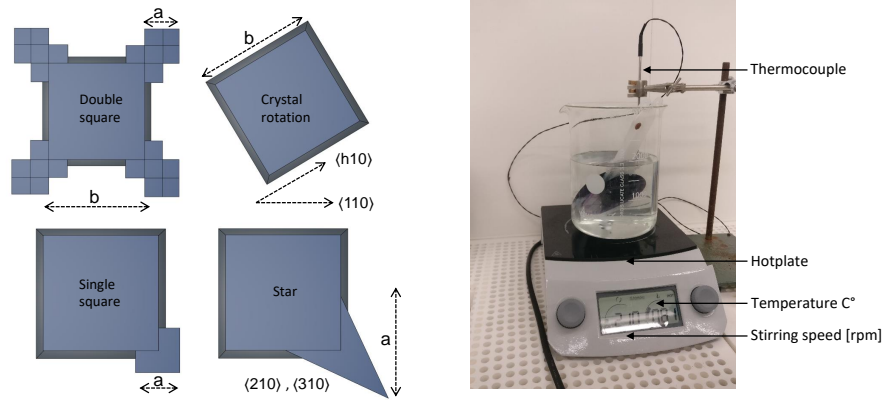 a
Double
square
b
b
Crystal
rotation
⟨h10⟩
⟨110⟩
Single
square
a
Star
a
⟨210⟩ , ⟨310⟩
Thermocouple
Hotplate
Temperature C°
Stirring speed [rpm]